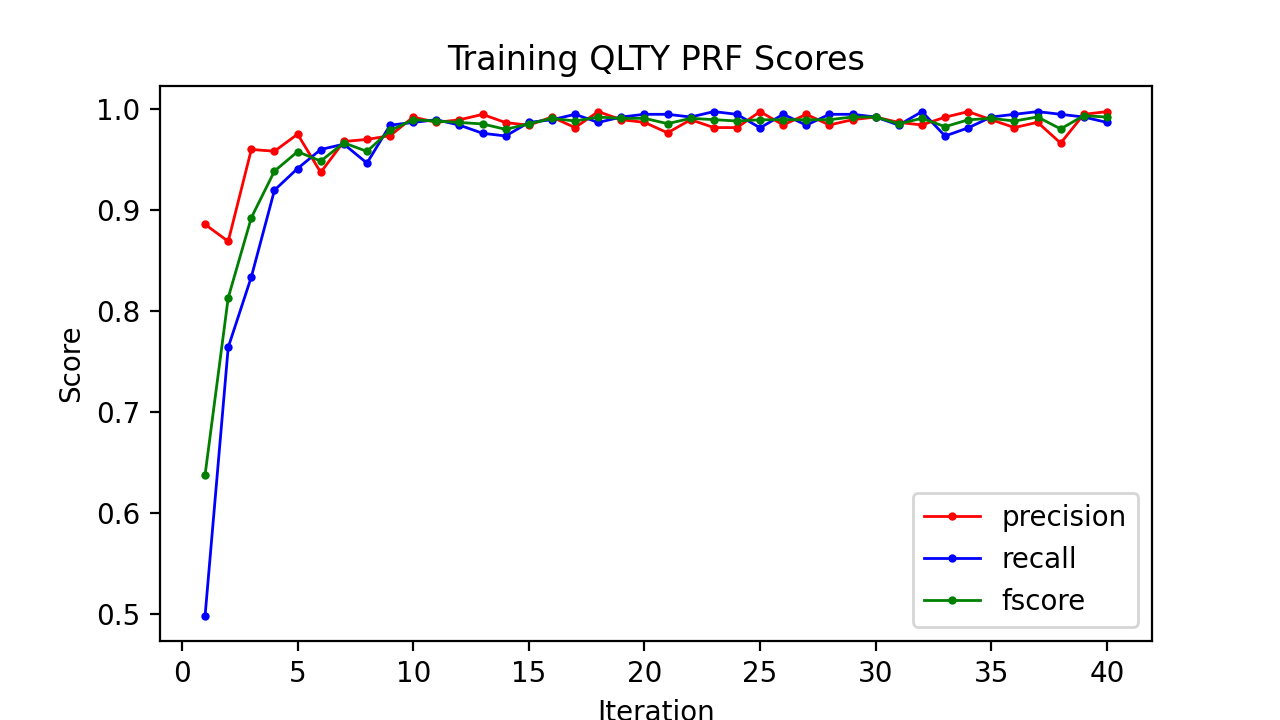 Training QLTY PRF Scores
1.0
0.9
0.8
0.7
0.6
0.5
Score
precision
recall
fscore
0 5 10 15 20 25 30 35 40
Iteration